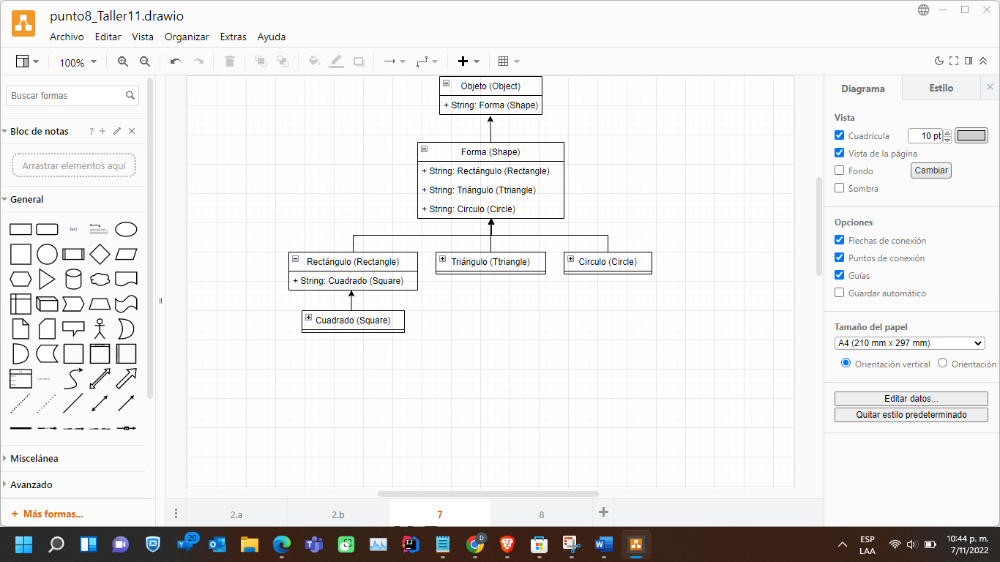 punto8_Taller11.drawio
Archivo Editar Vista Organizar Extras Ayuda
100%
Buscar formas
Bloc de notas ? + 
Arrastrar elementos aquí
General
Text
Heading
List Item
Miscelánea
Avanzado
+ Más formas...
Objeto (Object)
+ String: Forma (Shape)
Forma (Shape)
+ String: Rectángulo (Rectangle)
+ String: Triángulo (Ttriangle)
+ String: Circulo (Circle)
Rectángulo (Rectangle)
+ String: Cuadrado (Square)
Triángulo (Ttriangle)
Circulo (Circle)
Cuadrado (Square)
2.a 2.b 7 8
Diagrama Estilo
Vista
Cuadrícula 10 pt
Vista de la página
Fondo Cambiar
Sombra
Opciones
Flechas de conexión
Puntos de conexión
Guías
Guardar automático
Tamaño del papel
A4 (210 mm x 297 mm)
Orientación vertical Orientación
Editar datos...
Quitar estilo predeterminado
20
D
ESP
LAA
10:44 p. m.
7/11/2022